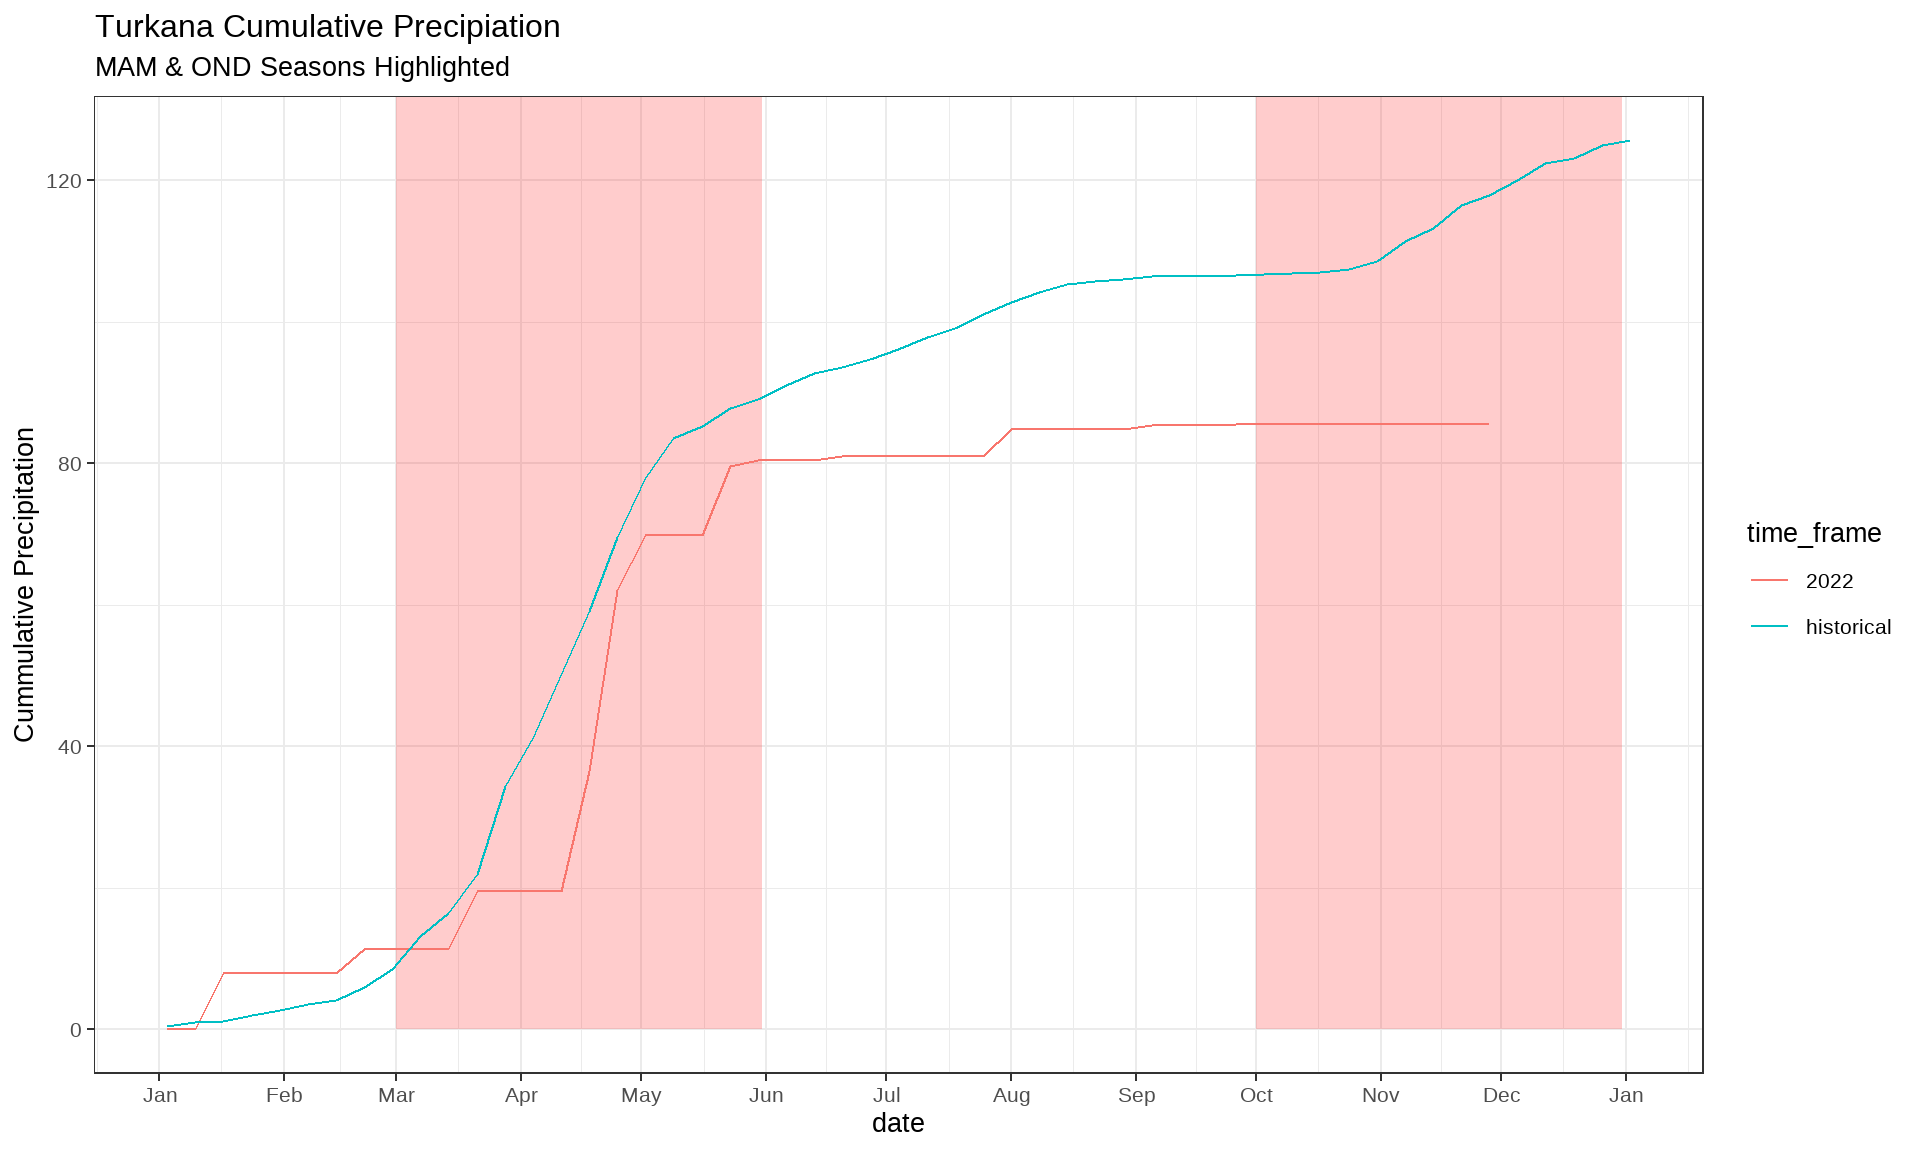 Turkana Cumulative Precipiation
MAM & OND Seasons Highlighted
Cummulative Precipitation
120
80
40
0
Jan Feb Mar Apr May Jun Jul Aug Sep Oct Nov Dec Jan
date
time_frame
2022
historical